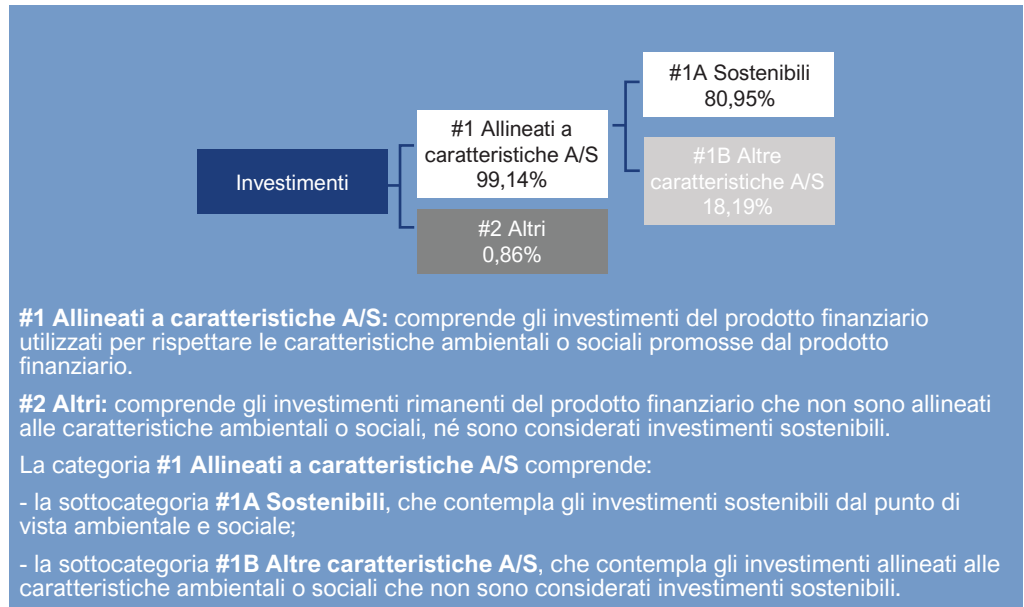 #1A Sostenibili
80,95%
#1 Allineati a
caratteristiche A/S
99,14%
#1B Altre
caratteristiche A/S
18,19%
Investimenti
#2 Altri
0,86%
#1 Allineati a caratteristiche A/S: comprende gli investimenti del prodotto finanziario
utilizzati per rispettare le caratteristiche ambientali o sociali promosse dal prodotto
finanziario.
#2 Altri: comprende gli investimenti rimanenti del prodotto finanziario che non sono allineati
alle caratteristiche ambientali o sociali, né sono considerati investimenti sostenibili.
La categoria #1 Allineati a caratteristiche A/S comprende:
- la sottocategoria #1A Sostenibili, che contempla gli investimenti sostenibili dal punto di
vista ambientale e sociale;
- la sottocategoria #1B Altre caratteristiche A/S, che contempla gli investimenti allineati alle
caratteristiche ambientali o sociali che non sono considerati investimenti sostenibili.